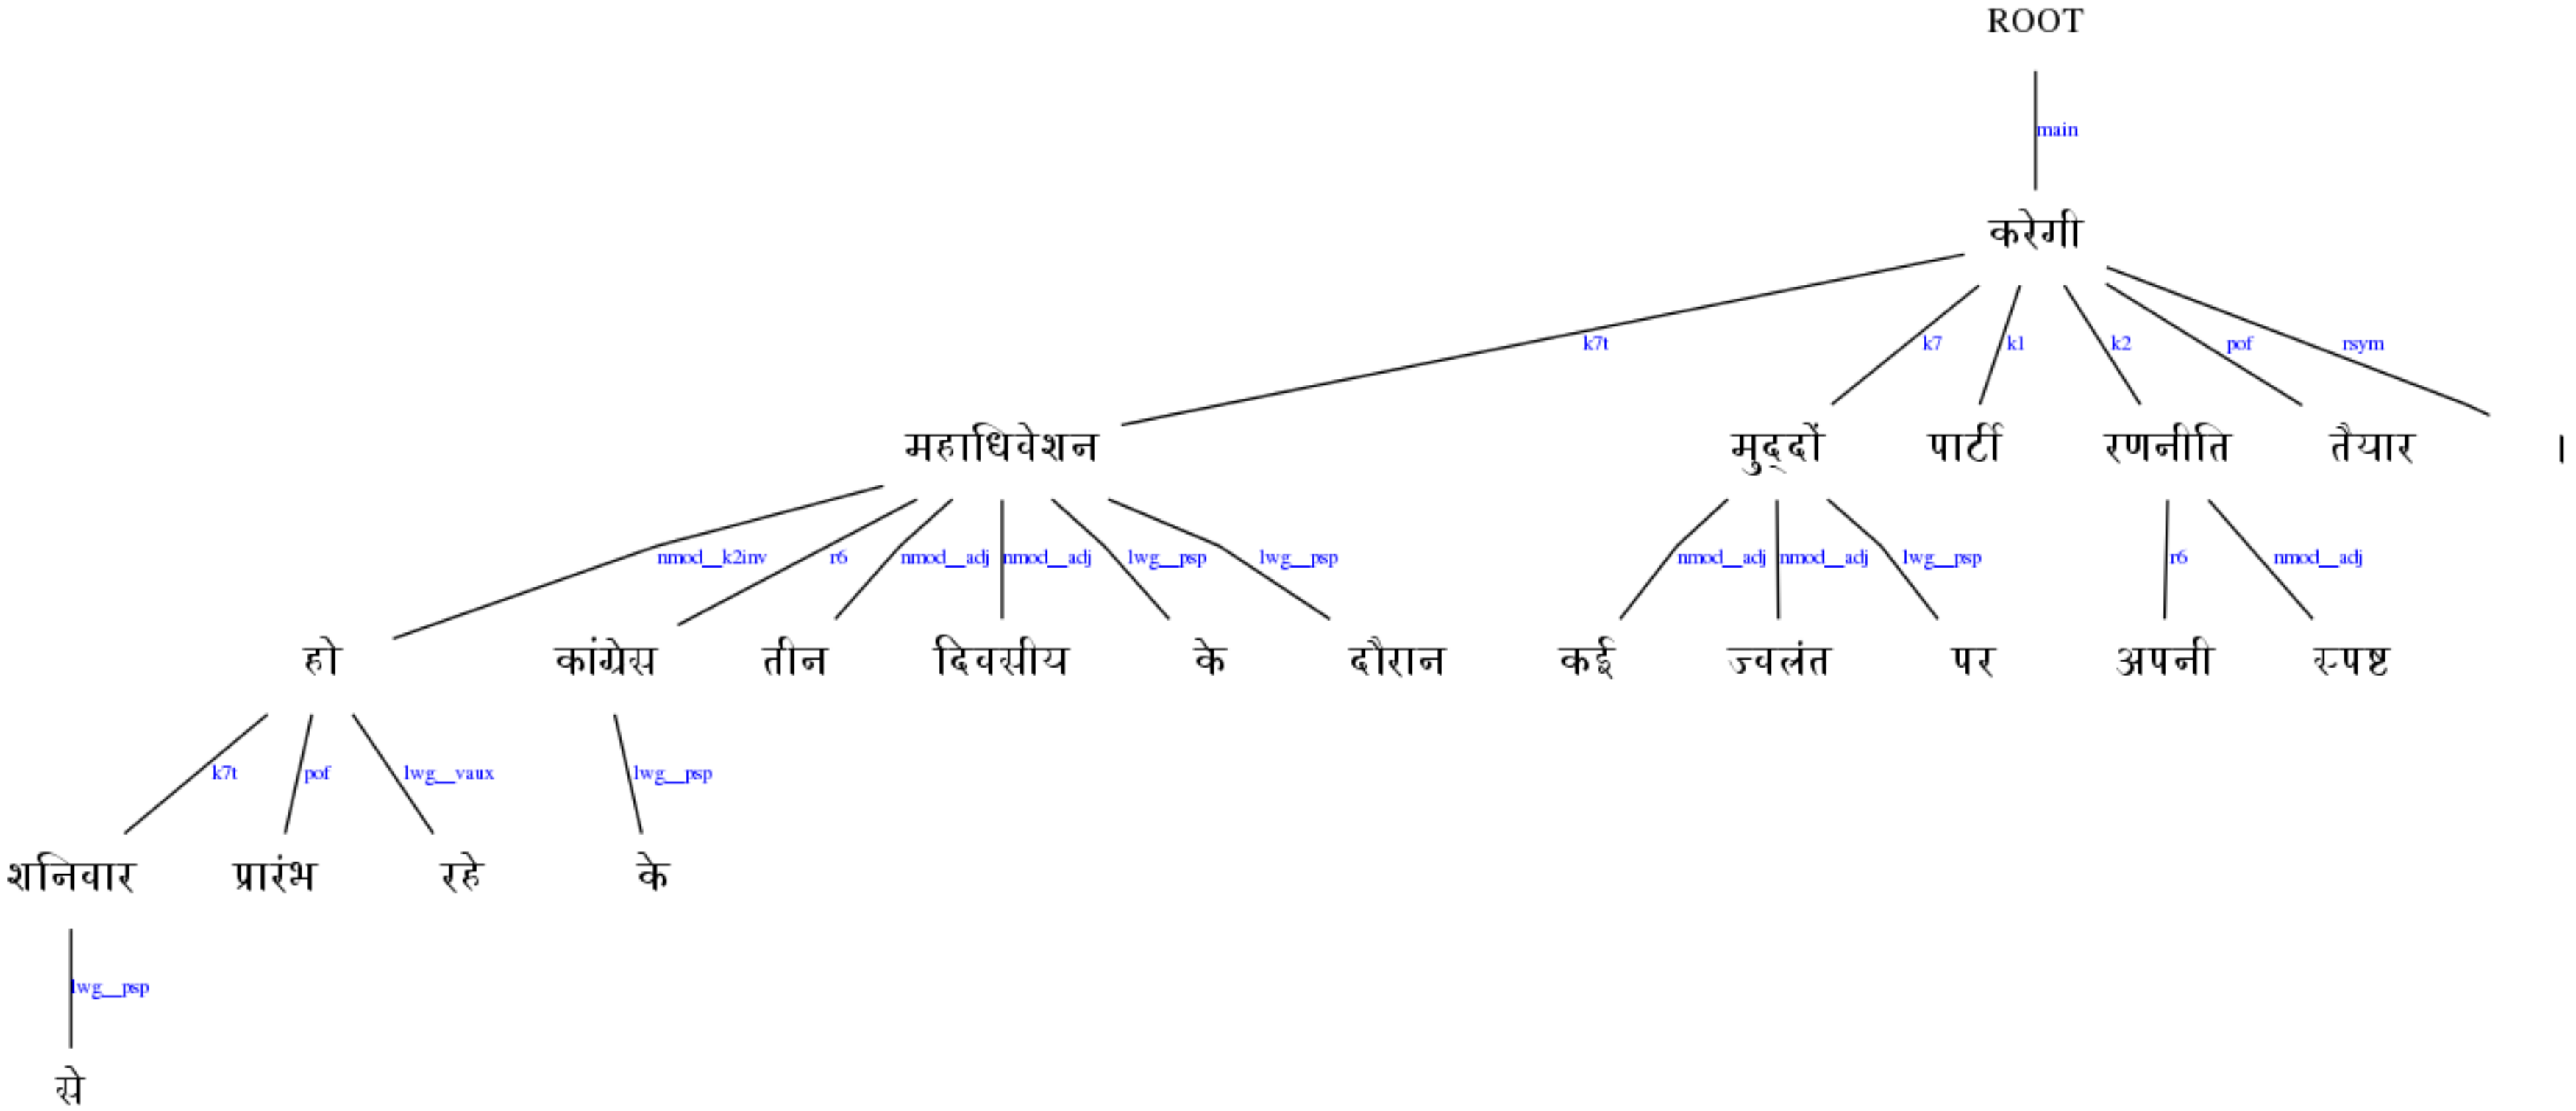 ROOT
main
करेगी
k7t k7 k1 k2 pof rsym
महाधिवेशन मुद्दों पार्टी रणनीति तैयार ।
nmod__k2inv r6 nmod__adj nmod__adj lwg__psp lwg__psp nmod__adj nmod__adj lwg__psp r6 nmod__adj
हो कांग्रेस तीन दिवसीय के दौरान कई ज्वलंत पर अपनी स्पष्ट
k7t pof lwg__vaux lwg__psp
शनिवार प्रारंभ रहे के
lwg__psp
से